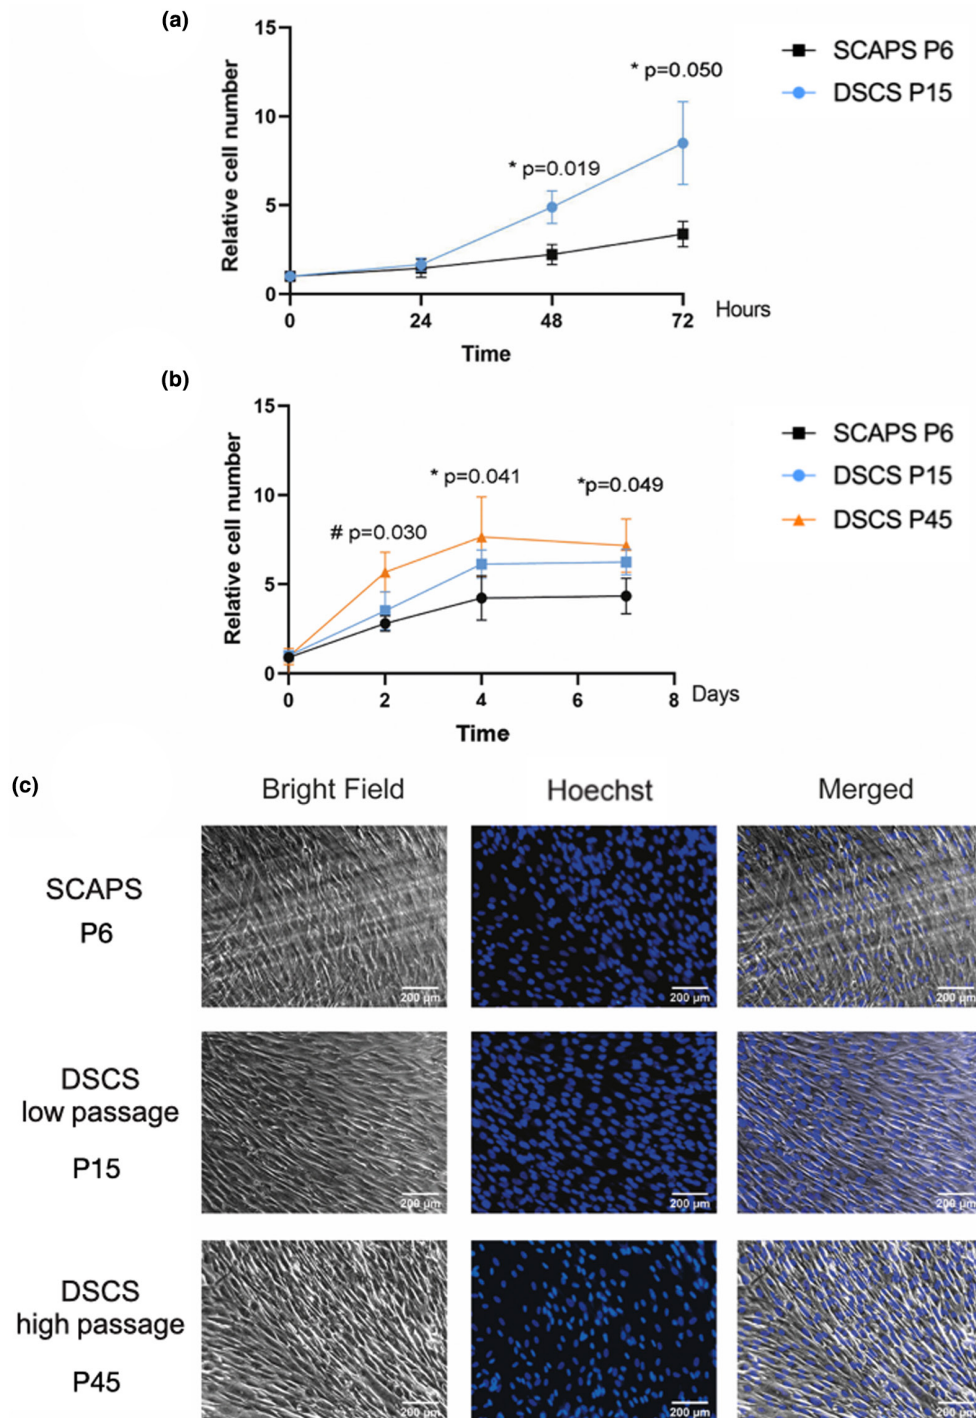 (a)
15
10
5
0
Relative cell number
* p=0.019
* p=0.050
0 24 48 72 Hours
Time
SCAPS P6
DSCS P15
(b)
15
10
5
0
Relative cell number
# p=0.030
* p=0.041
*p=0.049
0 2 4 6 8 Days
Time
SCAPS P6
DSCS P15
DSCS P45
(c)
Bright Field Hoechst Merged
SCAPS
P6
200 µm 200 µm 200 µm
DSCS
low passage
P15
200 µm 200 µm 200 µm
DSCS
high passage
P45
200 µm 200 µm 200 µm